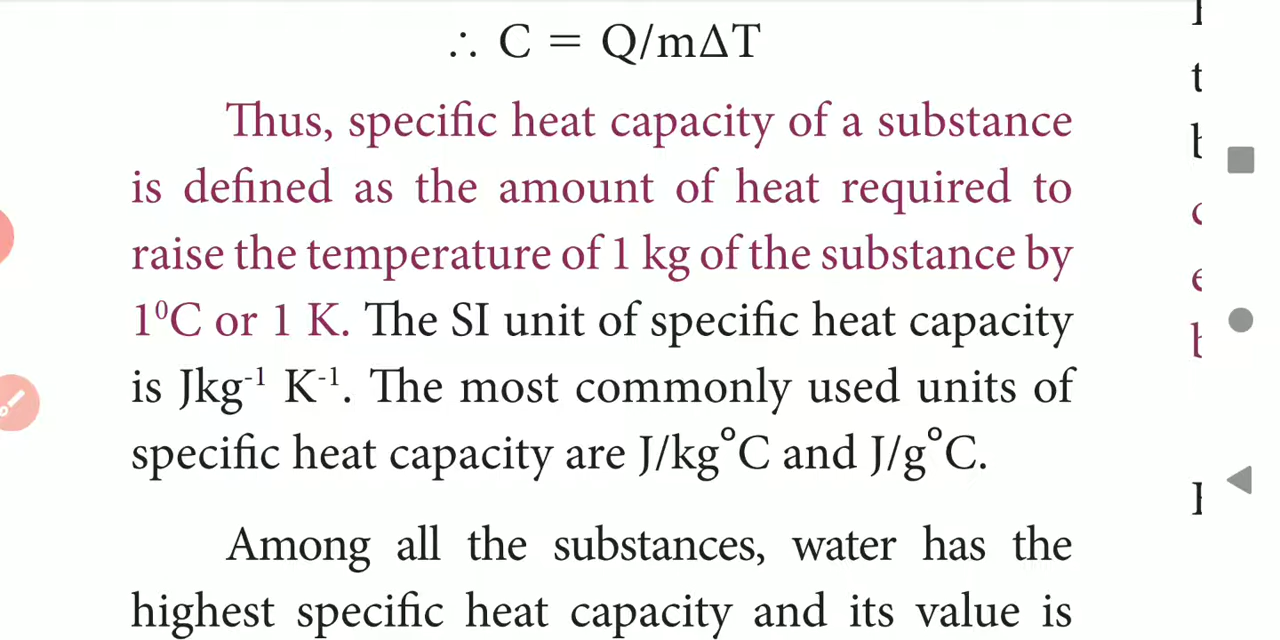 ∴ C = Q/mΔT
Thus, specific heat capacity of a substance
is defined as the amount of heat required to
raise the temperature of 1 kg of the substance by
1⁰C or 1 K. The SI unit of specific heat capacity
is Jkg⁻¹ K⁻¹. The most commonly used units of
specific heat capacity are J/kg°C and J/g°C.
Among all the substances, water has the
highest specific heat capacity and its value is